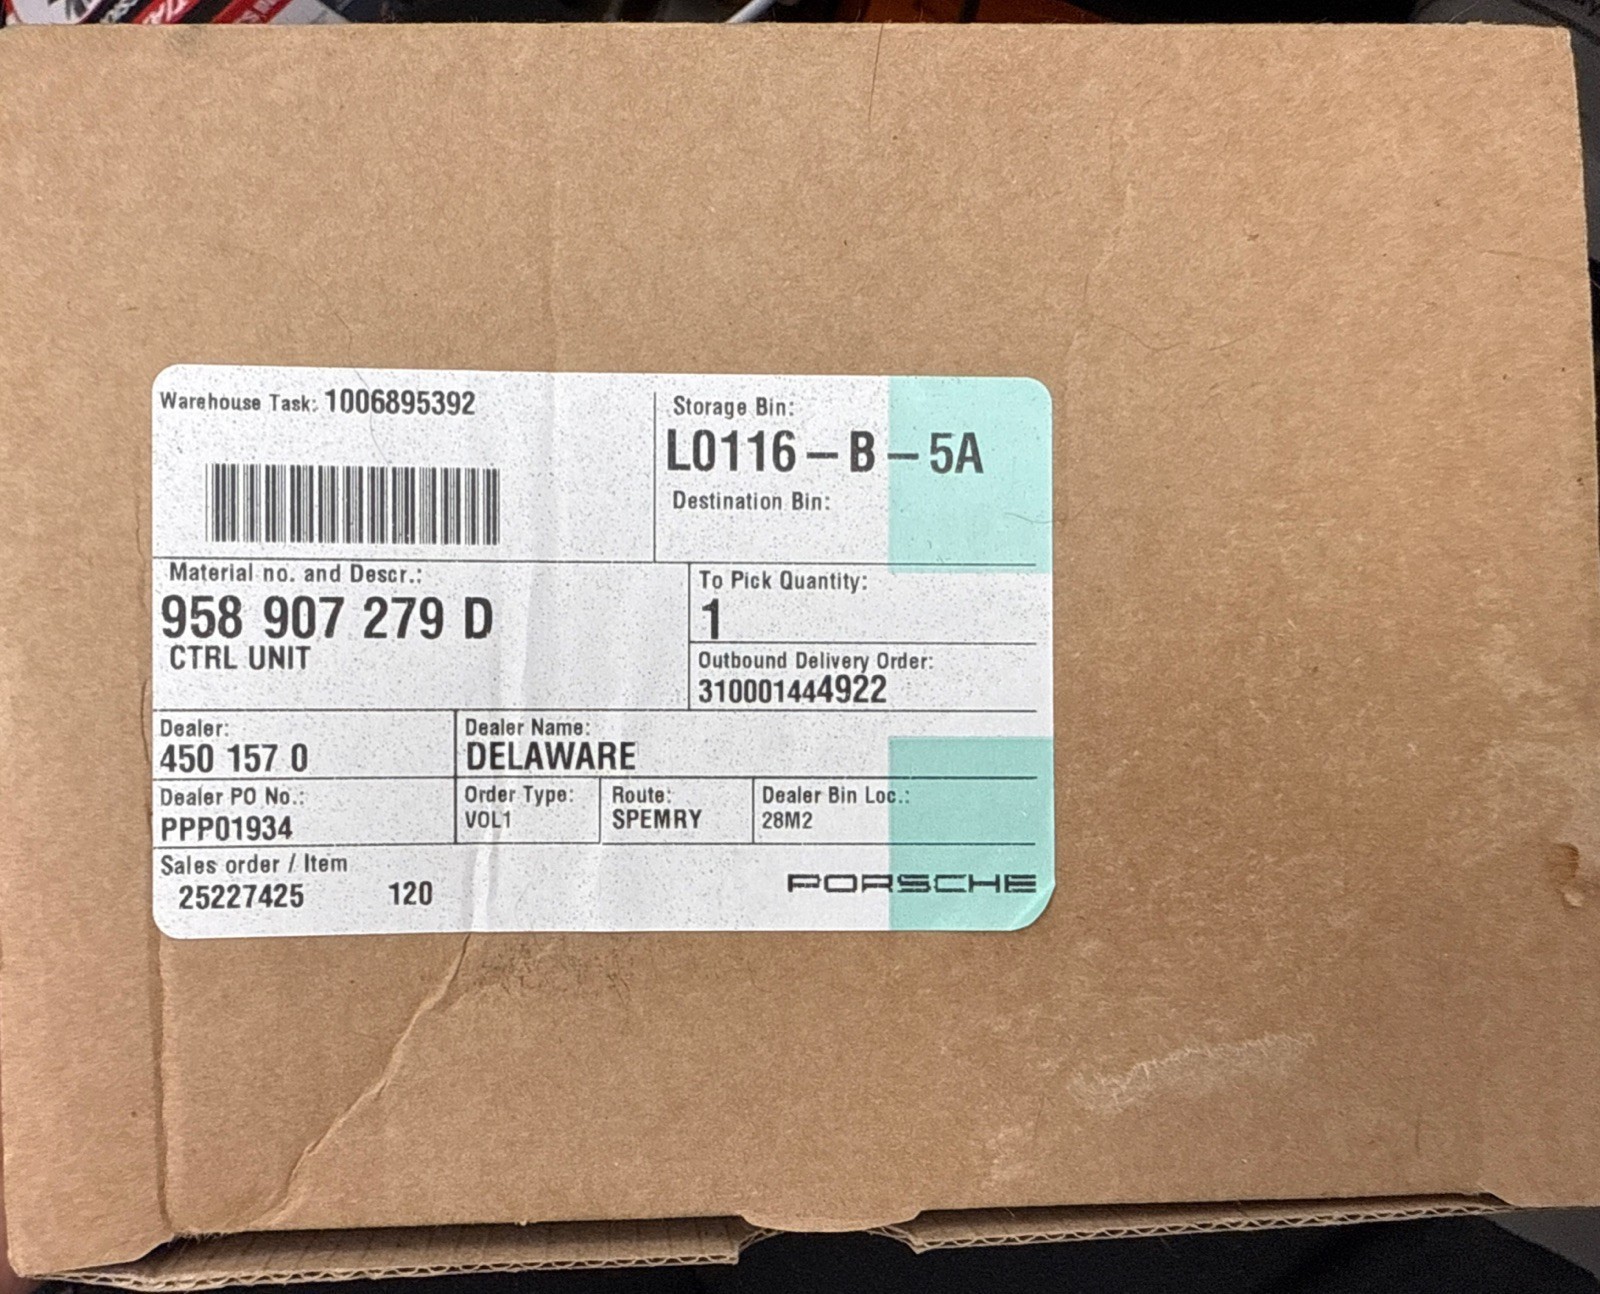 Warehouse Task: 1006895392
Storage Bin:
L0116 – B – 5A
Destination Bin:
Material no. and Descr.:
958 907 279 D
CTRL UNIT
To Pick Quantity:
1
Outbound Delivery Order:
310001444922
Dealer:
450 157 0
Dealer Name:
DELAWARE
Dealer PO No.:
PPP01934
Order Type:
VOL1
Route:
SPEMRY
Dealer Bin Loc.:
28M2
Sales order / Item
25227425 120
PORSCHE